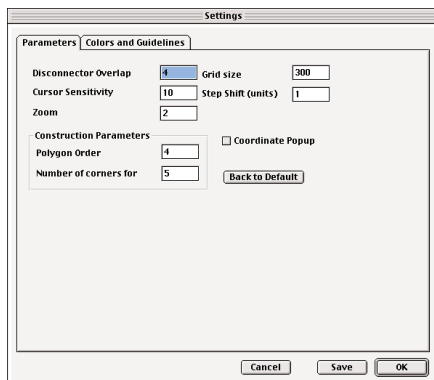 Settings
Parameters Colors and Guidelines
Disconnector Overlap 4 Grid size 300
Cursor Sensitivity 10 Step Shift (units) 1
Zoom 2
Construction Parameters
Coordinate Popup
Polygon Order 4
Number of corners for 5
Back to Default
Cancel Save OK